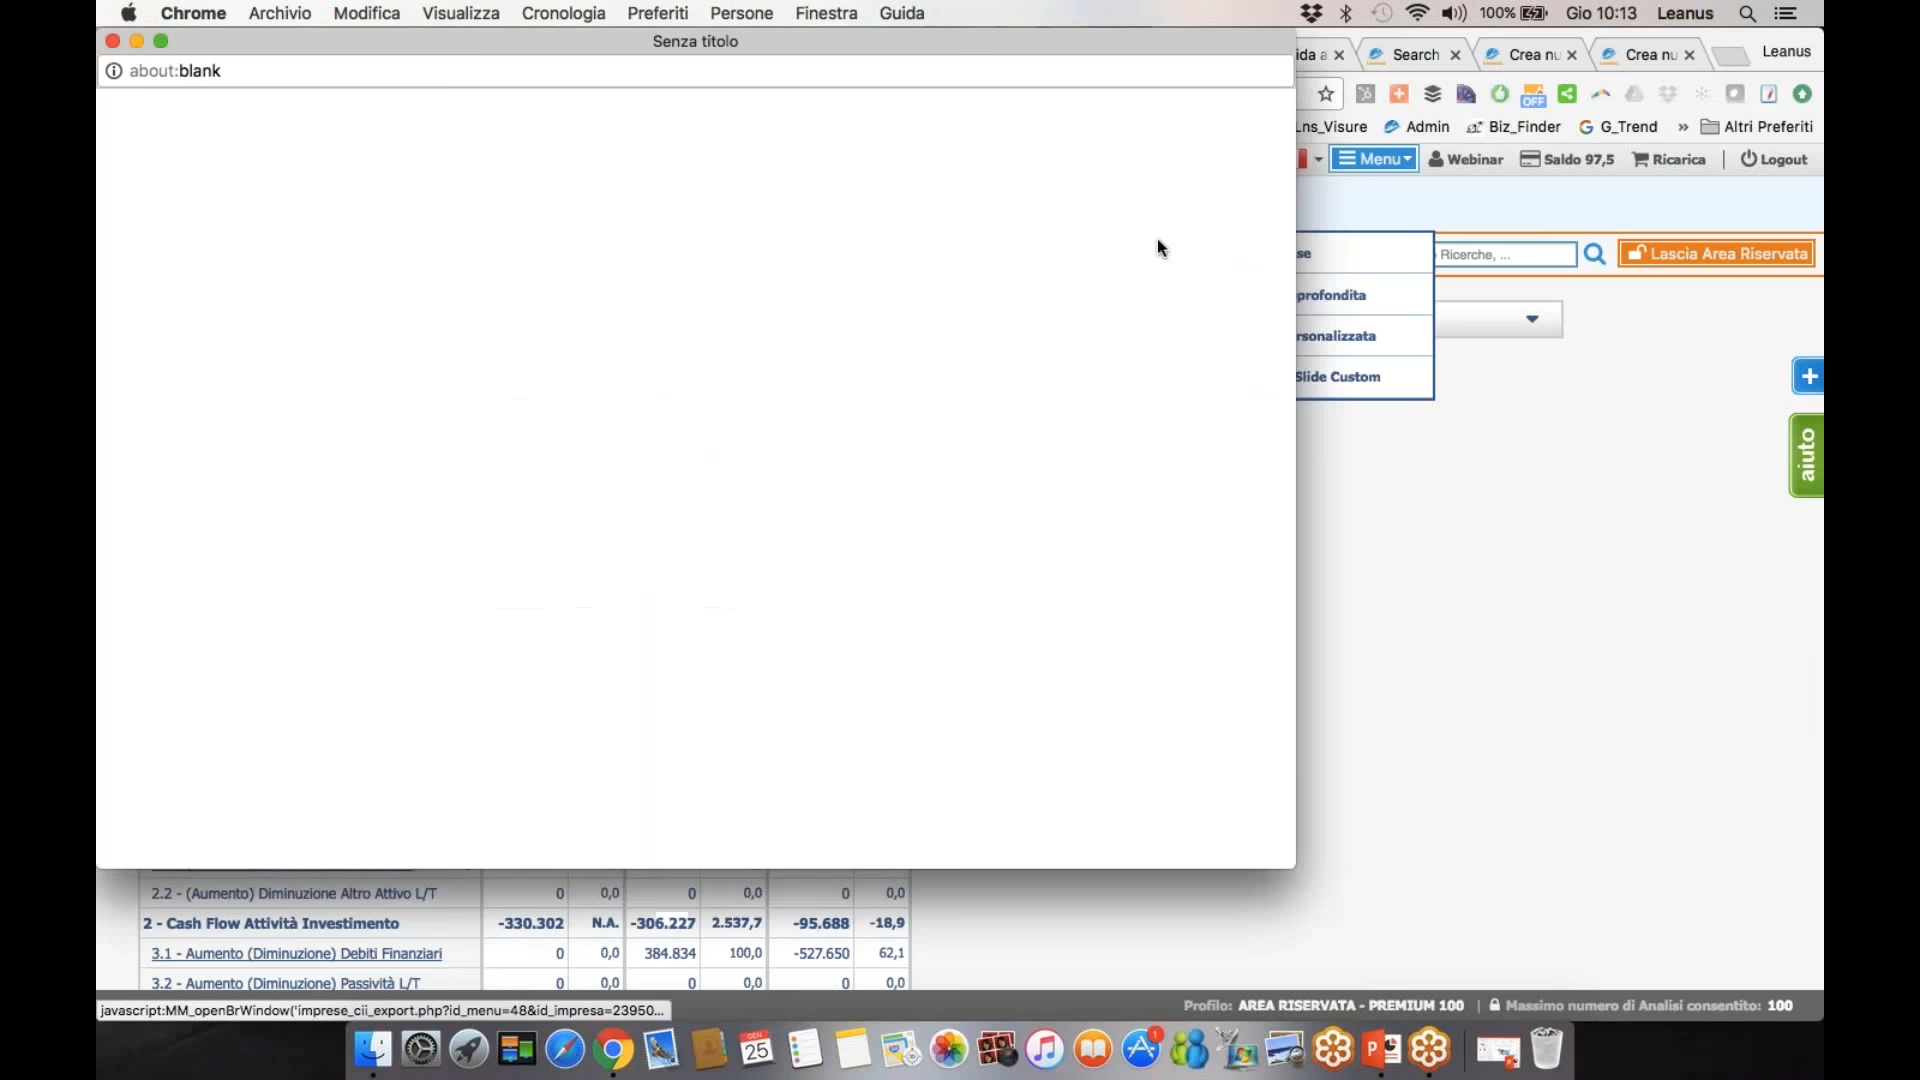 Chrome Archivio Modifica Visualizza Cronologia Preferiti Persone Finestra Guida 100% Gio 10:13 Leanus
Senza titolo
about:blank
ida a Search Crea nu Crea nu Leanus
OFF
Lns_Visure Admin Biz_Finder G_Trend » Altri Preferiti
Menu Webinar Saldo 97,5 Ricarica | Logout
se
Ricerche, ...
Lascia Area Riservata
profondita
rsonalizzata
Slide Custom
+
aiuto
2.2 - (Aumento) Diminuzione Altro Attivo L/T 0 0,0 0 0,0 0 0,0
2 - Cash Flow Attività Investimento -330.302 N.A. -306.227 2.537,7 -95.688 -18,9
3.1 - Aumento (Diminuzione) Debiti Finanziari 0 0,0 384.834 100,0 -527.650 62,1
3.2 - Aumento (Diminuzione) Passività L/T 0 0,0 0 0,0 0 0,0
javascript:MM_openBrWindow('imprese_cii_export.php?id_menu=48&id_impresa=23950...
Profilo: AREA RISERVATA - PREMIUM 100 | Massimo numero di Analisi consentito: 100
GEN
25
1
P